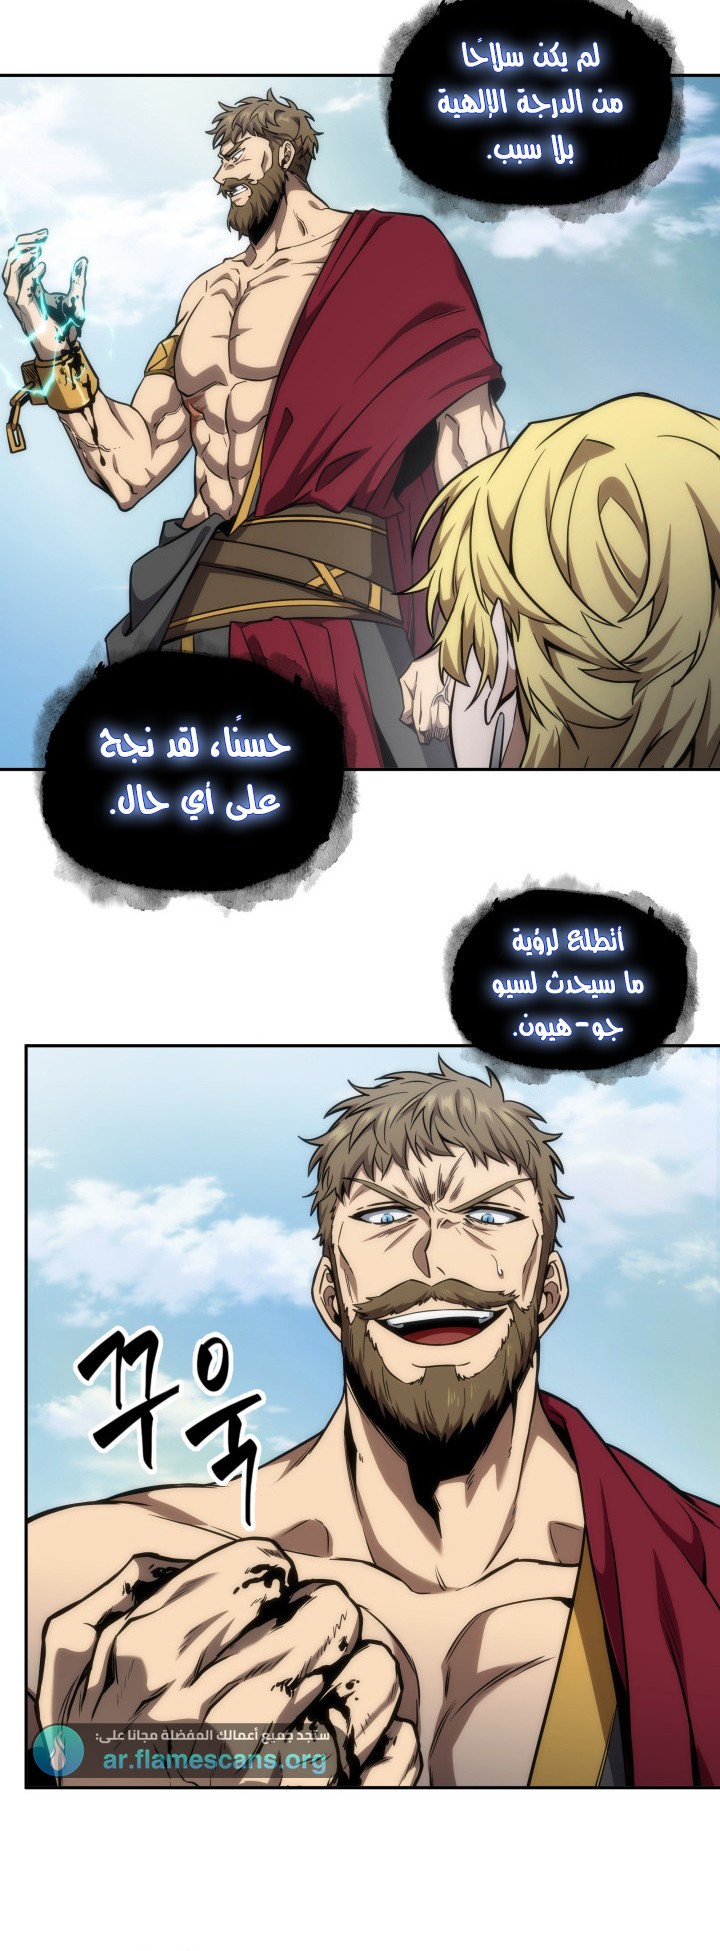 لم يكن سلاحًا
من الدرجة الإلهية
بلا سبب.
حسنًا، لقد نجح
على أي حال.
أتطلع لرؤية
ما سيحدث لسيو
جو-هيون.
꾸욱
ستجد جميع أعمالك المفضلة مجانا على:
ar.flamescans.org